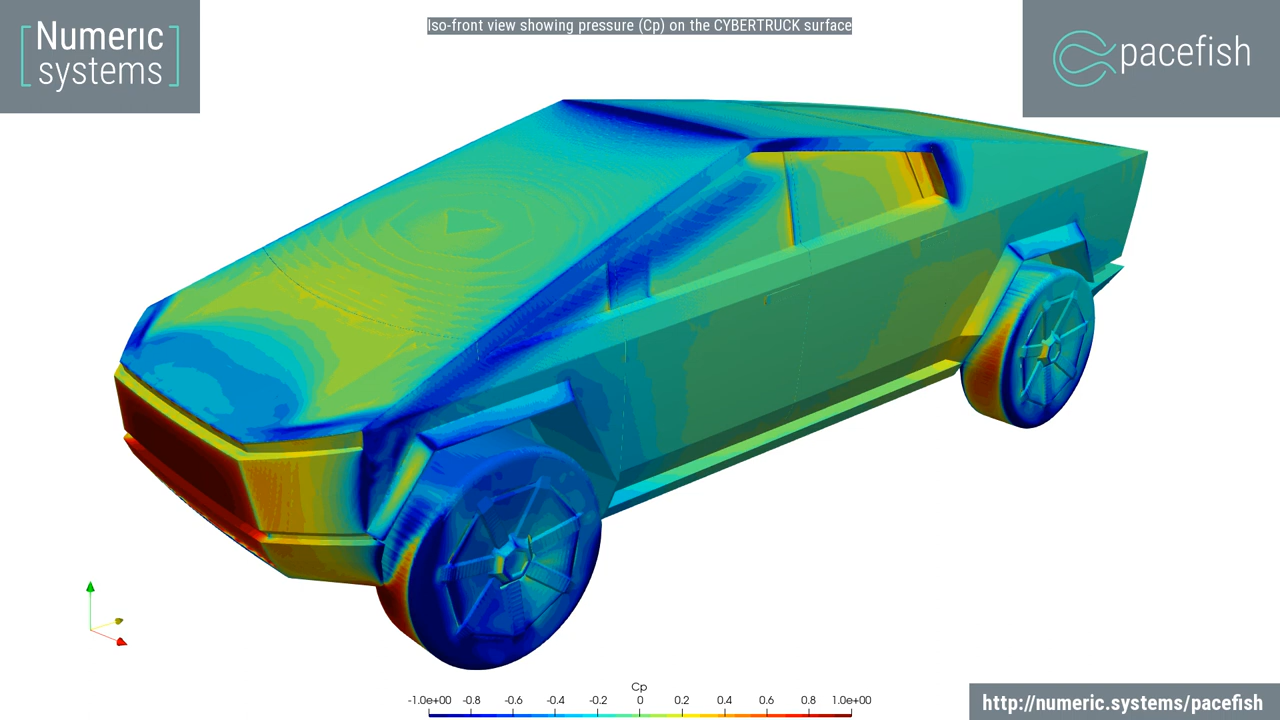 Numeric
systems
Iso-front view showing pressure (Cp) on the CYBERTRUCK surface
pacefish
Cp
-1.0e+00 -0.8 -0.6 -0.4 -0.2 0 0.2 0.4 0.6 0.8 1.0e+00
http://numeric.systems/pacefish